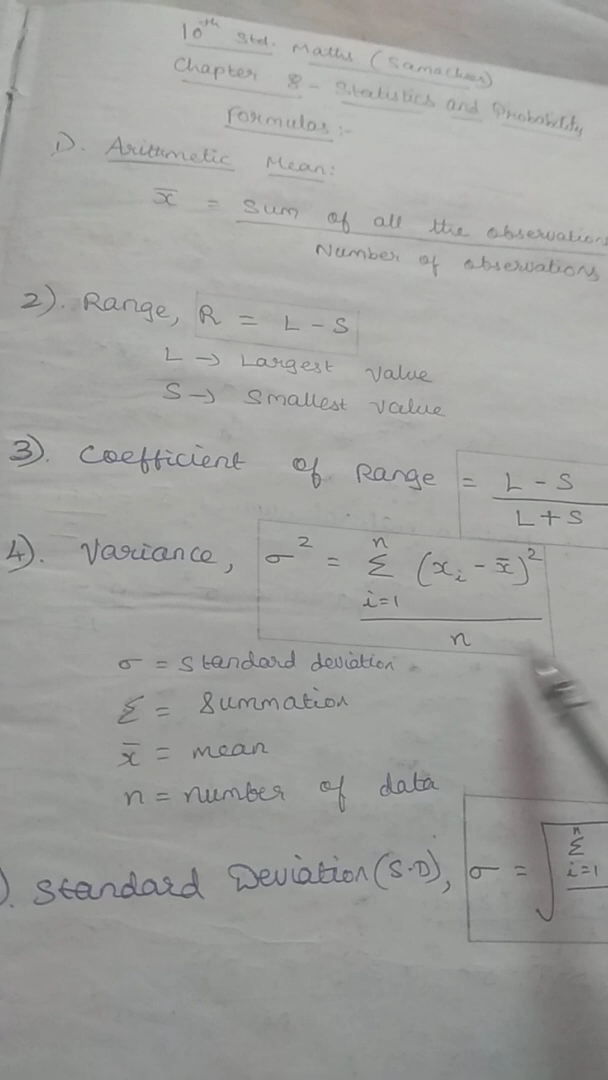 10th Std. Maths (Samacheer)
Chapter 8 - Statistics and Probability
Formulas:-
1). Arithmetic Mean:
x̄ = Sum of all the observations
Number of observations
2). Range, R = L - S
L → Largest value
S → Smallest value
3). Coefficient of Range = L - S
L + S
4). Variance, σ² = n Σ i=1 (xᵢ - x̄)²
n
σ = Standard deviation
Σ = Summation
x̄ = mean
n = number of data
). Standard Deviation (S.D), σ = √ n Σ i=1